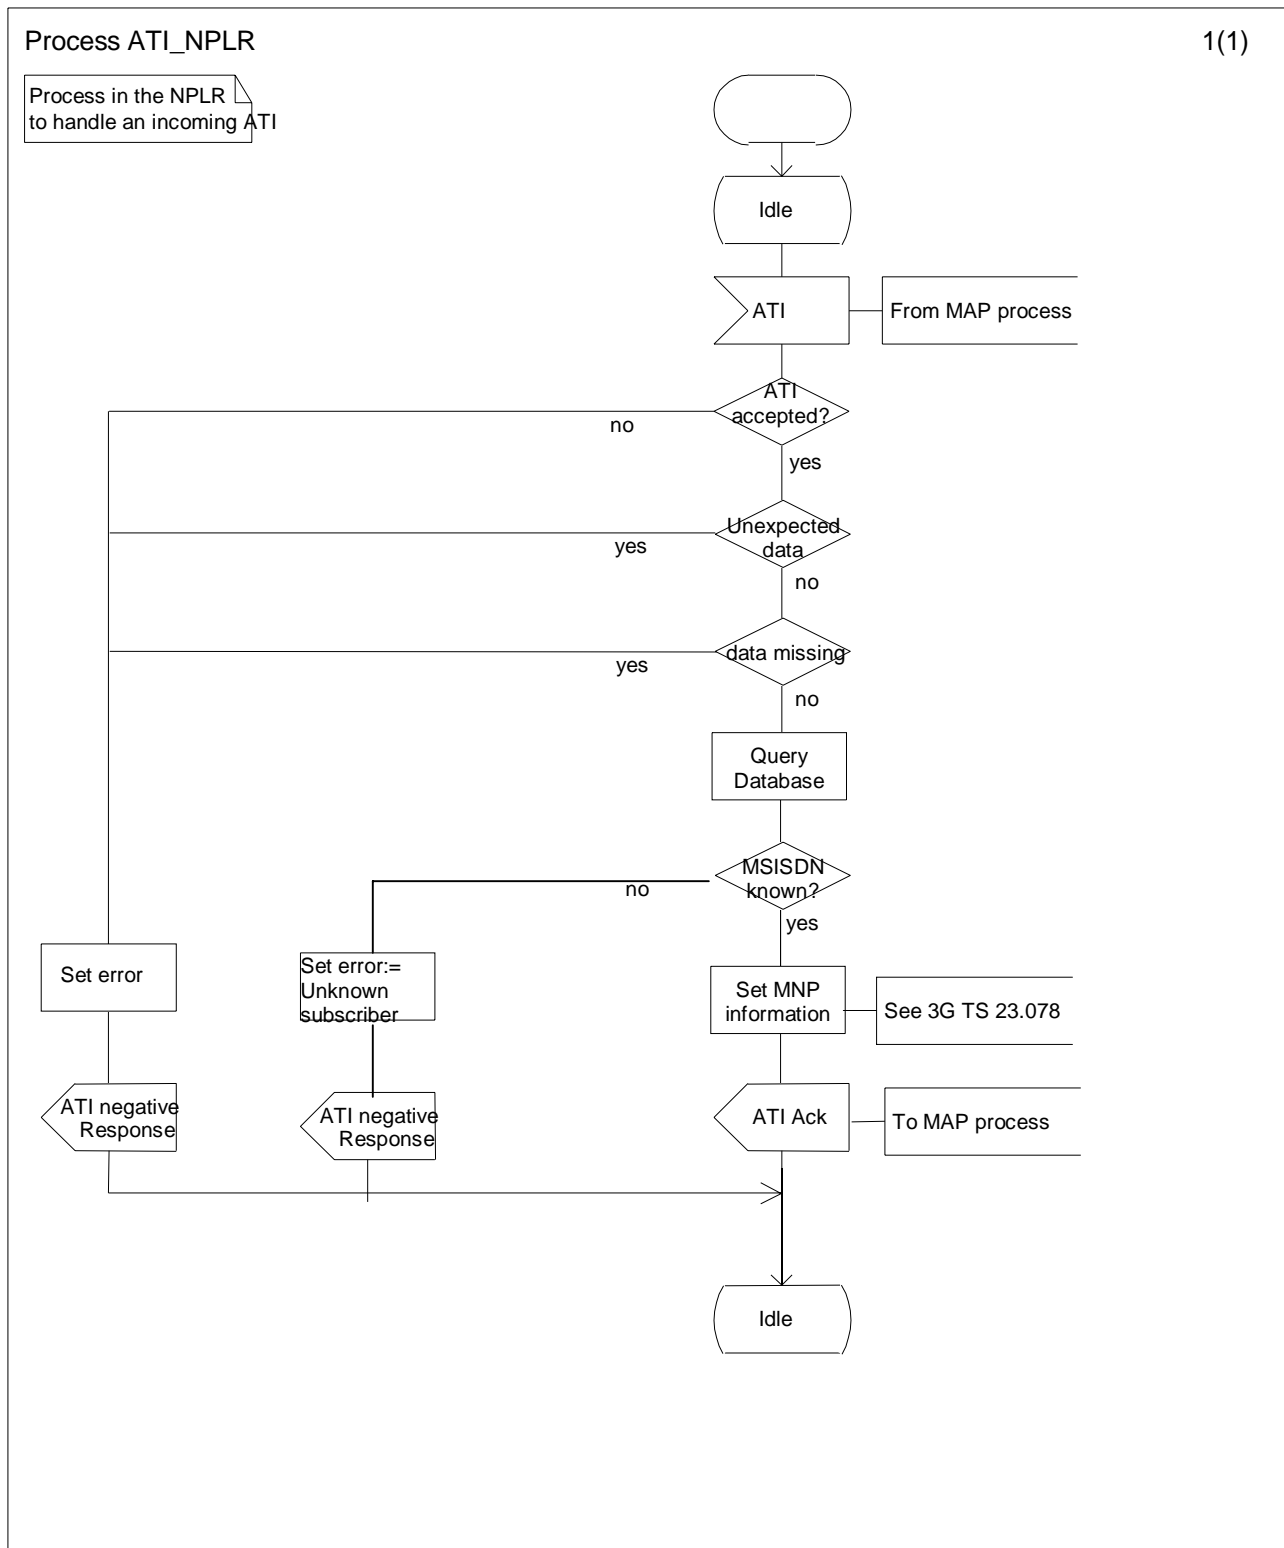 Process ATI_NPLR
1(1)
Process in the NPLR
to handle an incoming ATI
Idle
ATI
From MAP process
ATI
accepted?
no
yes
Unexpected
data
yes
no
data missing
yes
no
Query
Database
MSISDN
known?
no
yes
Set error
Set error:=
Unknown
subscriber
Set MNP
information
See 3G TS 23.078
ATI negative
Response
ATI negative
Response
ATI Ack
To MAP process
Idle